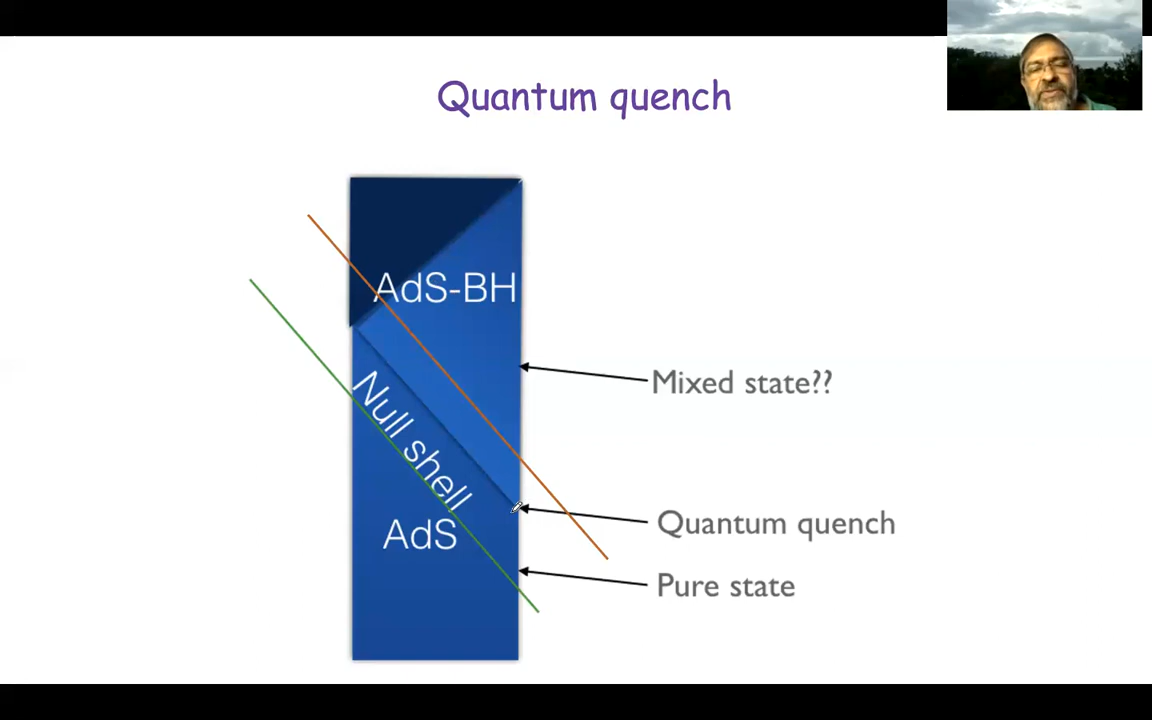 Quantum quench
AdS-BH
Mixed state??
Null shell
Quantum quench
AdS
Pure state